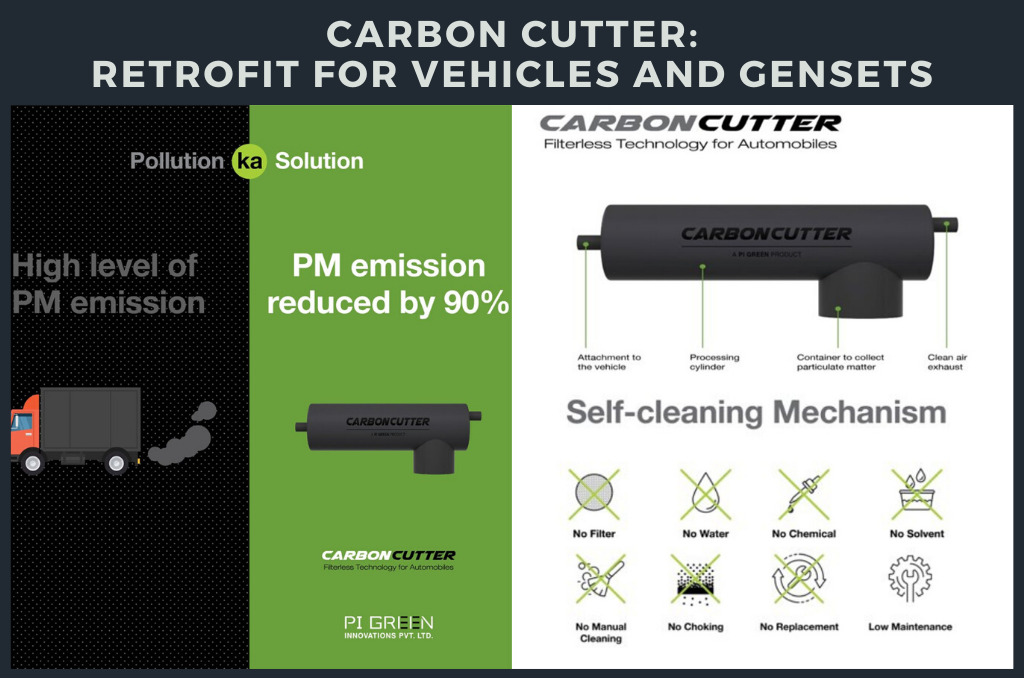 CARBON CUTTER:
RETROFIT FOR VEHICLES AND GENSETS
Pollution ka Solution
High level of
PM emission
PM emission
reduced by 90%
CARBONCUTTER
A PI GREEN PRODUCT
CARBONCUTTER
Filterless Technology for Automobiles
PI GREEN
INNOVATIONS PVT. LTD.
CARBONCUTTER
Filterless Technology for Automobiles
CARBONCUTTER
A PI GREEN PRODUCT
Attachment to
the vehicle
Processing
cylinder
Container to collect
particulate matter
Clean air
exhaust
Self-cleaning Mechanism
No Filter
No Water
No Chemical
No Solvent
No Manual
Cleaning
No Choking
No Replacement
Low Maintenance